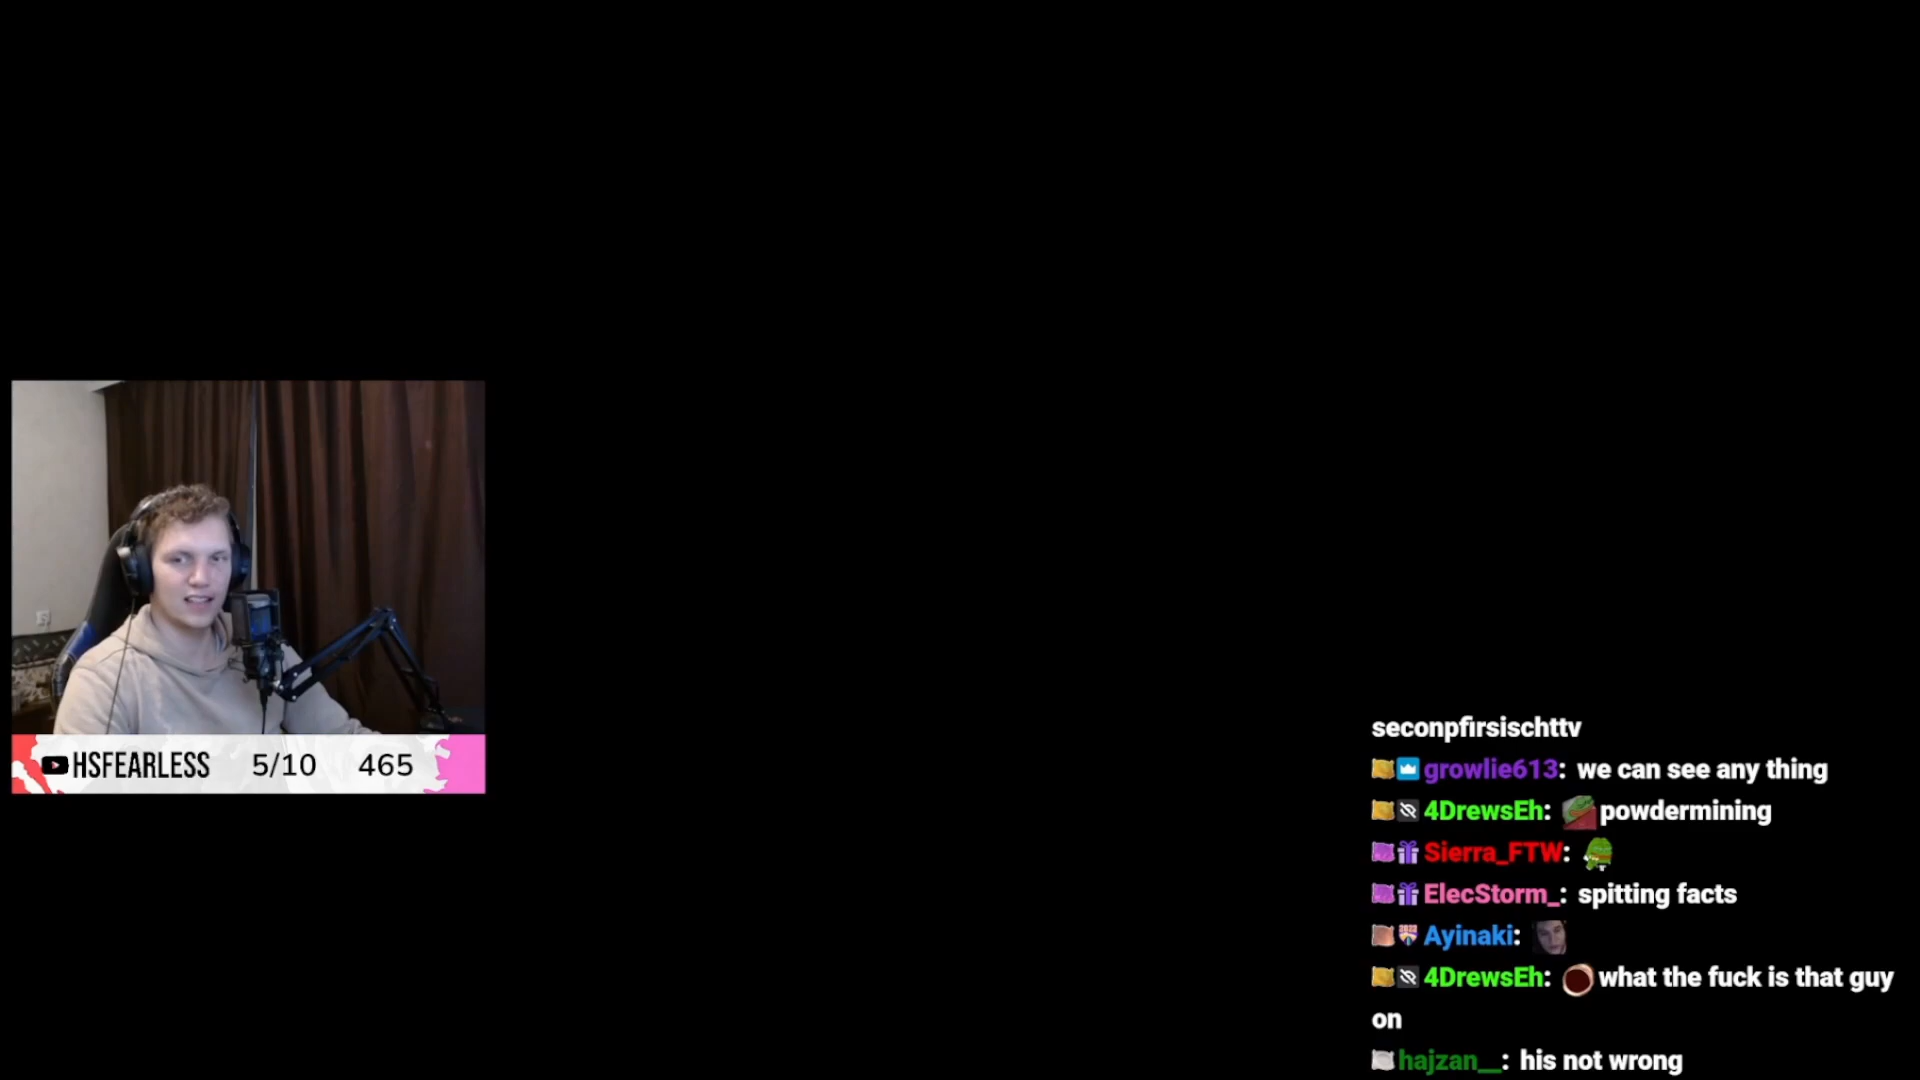 HSFEARLESS 5/10 465
seconpfirsischttv
growlie613: we can see any thing
4DrewsEh: powdermining
Sierra_FTW:
ElecStorm_: spitting facts
Ayinaki:
4DrewsEh: what the fuck is that guy
on
hajzan__: his not wrong